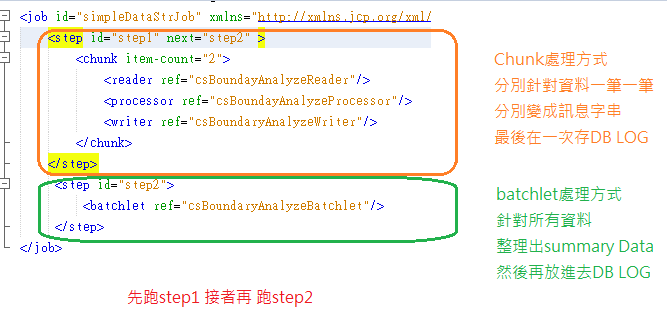 <job id="simpleDataStrJob" xmlns="http://xmlns.jcp.org/xml/
<step id="step1" next="step2" >
<chunk item-count="2">
<reader ref="csBoundayAnalyzeReader"/>
<processor ref="csBoundayAnalyzeProcessor"/>
<writer ref="csBoundaryAnalyzeWriter"/>
</chunk>
</step>
<step id="step2">
<batchlet ref="csBoundaryAnalyzeBatchlet"/>
</step>
</job>
Chunk處理方式
分別針對資料一筆一筆
分別變成訊息字串
最後在一次存DB LOG
batchlet處理方式
針對所有資料
整理出summary Data
然後再放進去DB LOG
先跑step1 接者再 跑step2